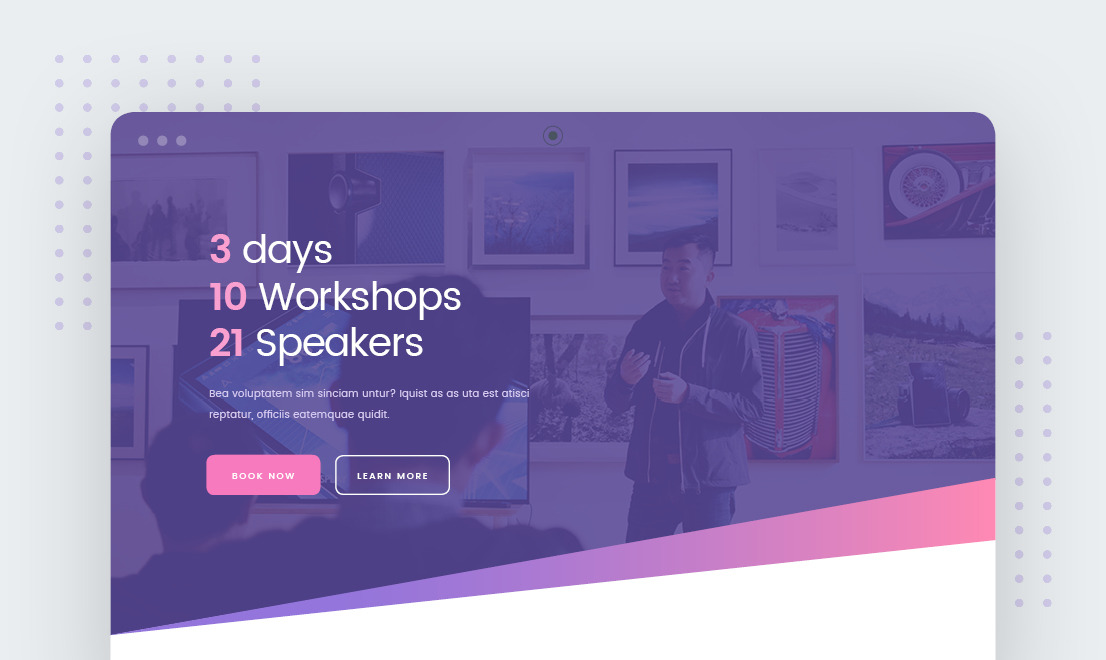 3 days
10 Workshops
21 Speakers
Bea voluptatem sim sinciam untur? Iquist as as uta est atisci
reptatur, officiis eatemquae quidit.
BOOK NOW
LEARN MORE